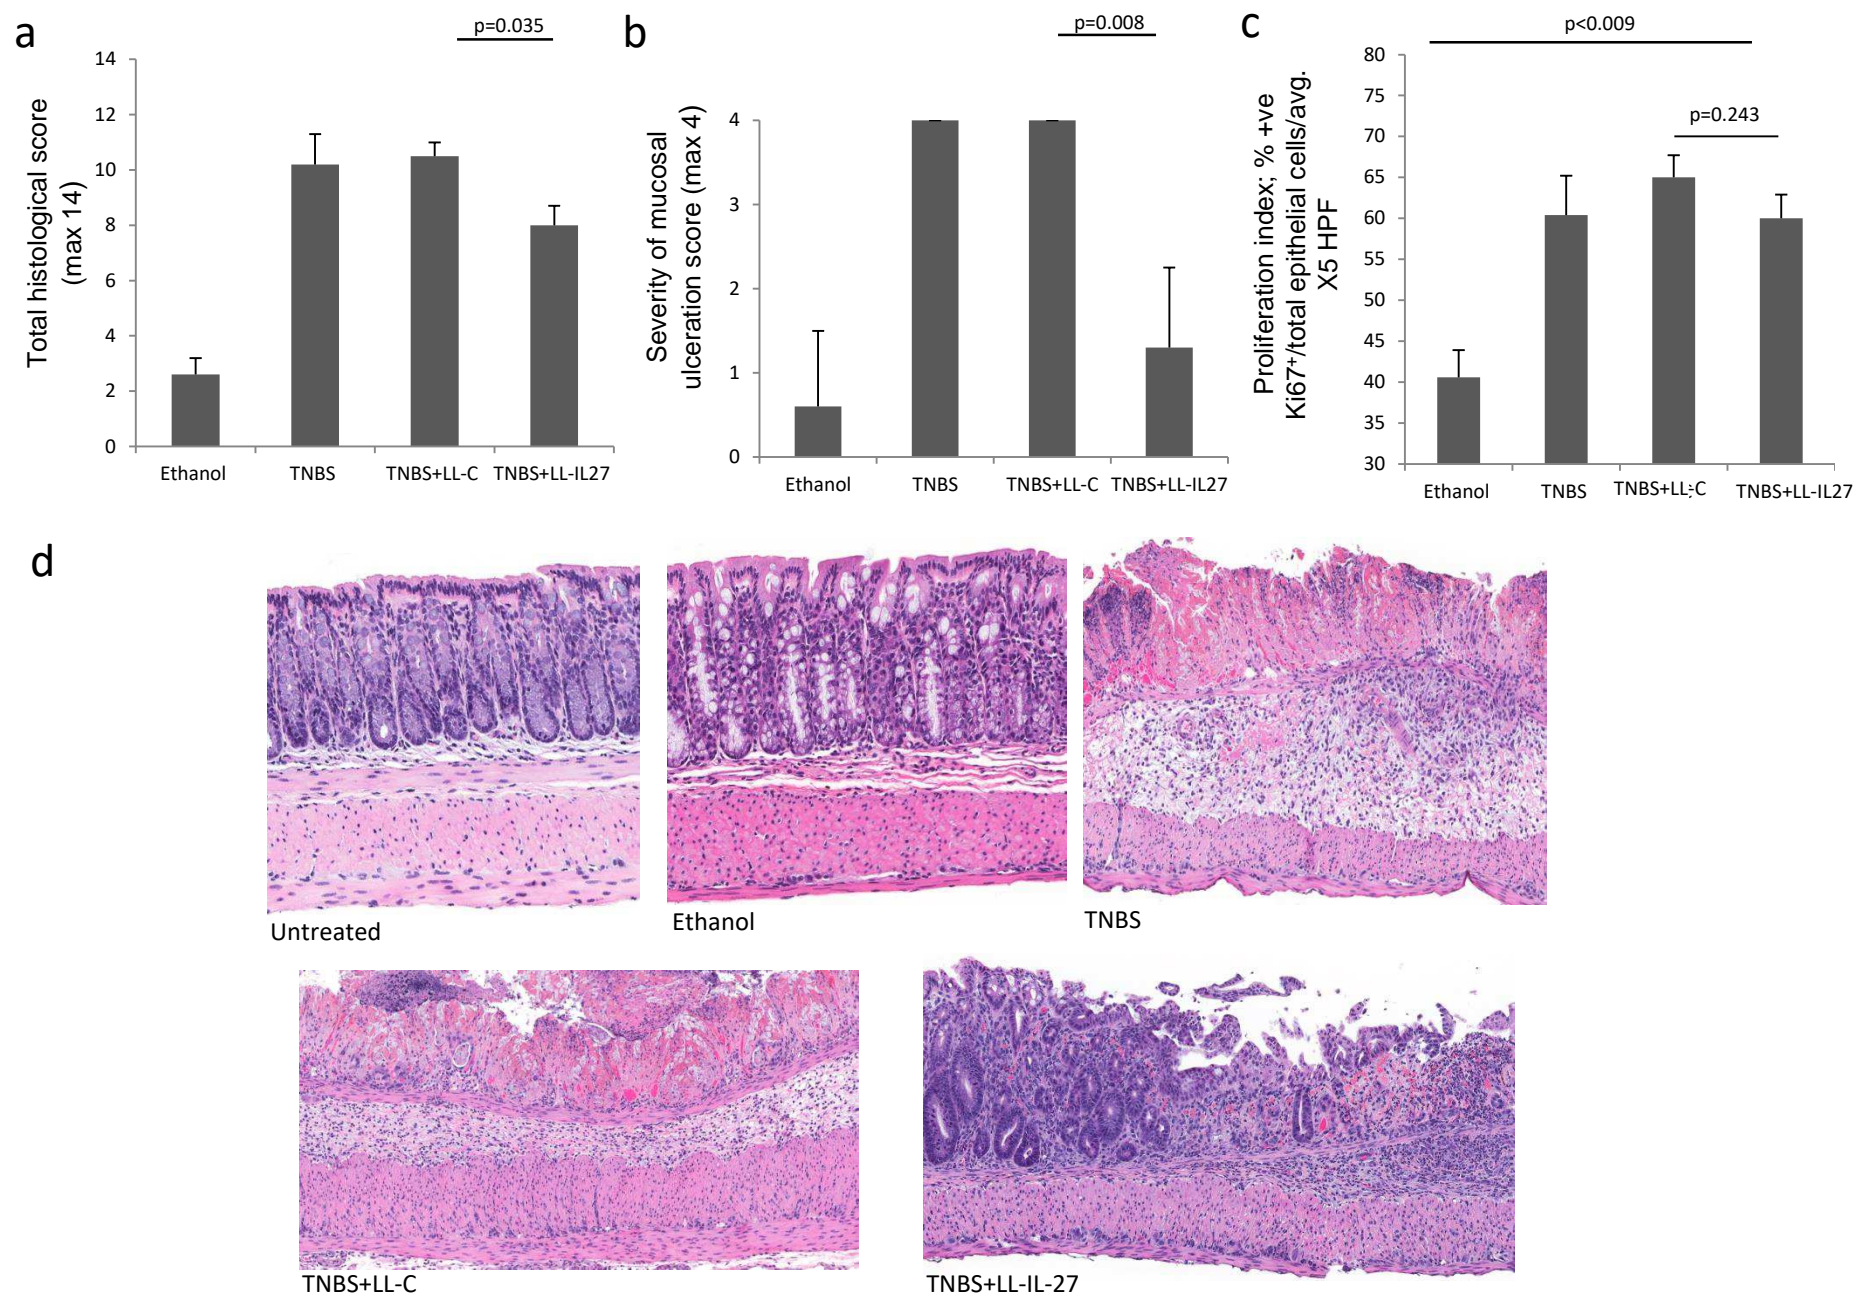 a
p=0.035
Total histological score
(max 14)
14
12
10
8
6
4
2
0
Ethanol
TNBS
TNBS+LL-C
TNBS+LL-IL27
b
p=0.008
Severity of mucosal
ulceration score (max 4)
4
3
2
1
0
Ethanol
TNBS
TNBS+LL-C
TNBS+LL-IL27
c
p<0.009
p=0.243
Proliferation index; % +ve
Ki67⁺/total epithelial cells/avg.
X5 HPF
80
75
70
65
60
55
50
45
40
35
30
Ethanol
TNBS
TNBS+LL-C
TNBS+LL-IL27
d
Untreated
Ethanol
TNBS
TNBS+LL-C
TNBS+LL-IL-27